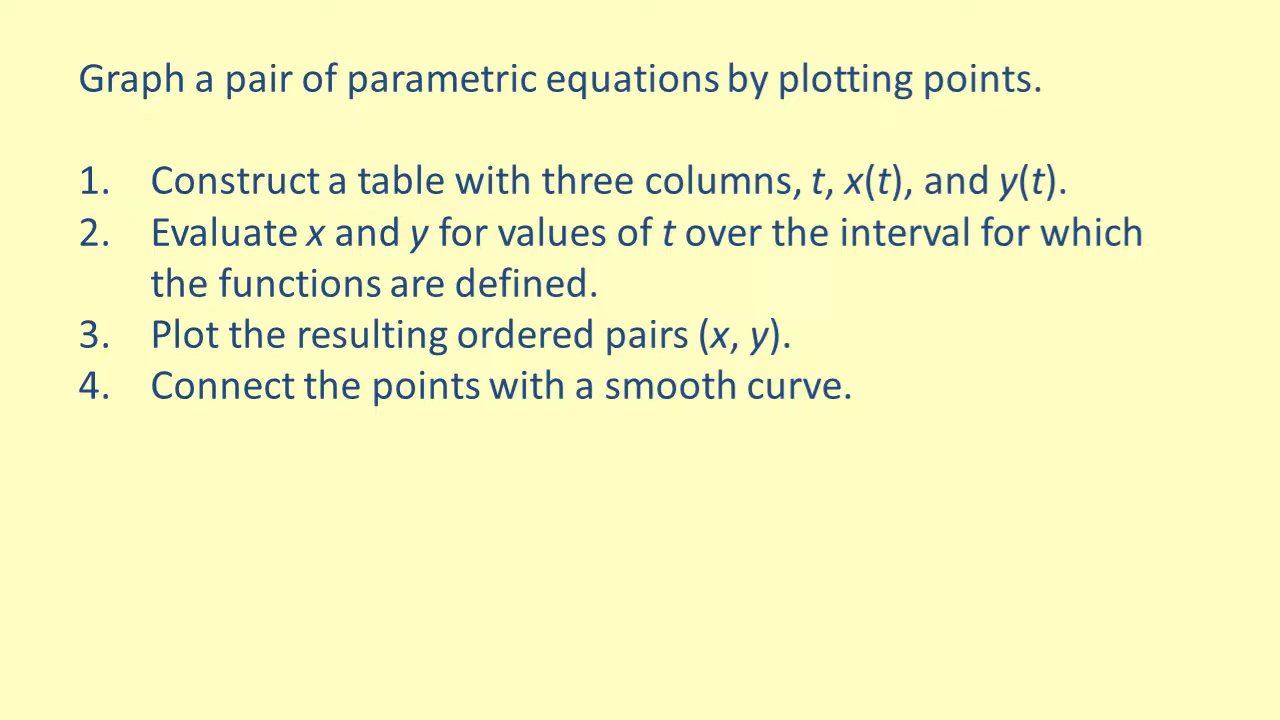 Graph a pair of parametric equations by plotting points.
1. Construct a table with three columns, t, x(t), and y(t).
2. Evaluate x and y for values of t over the interval for which
the functions are defined.
3. Plot the resulting ordered pairs (x, y).
4. Connect the points with a smooth curve.